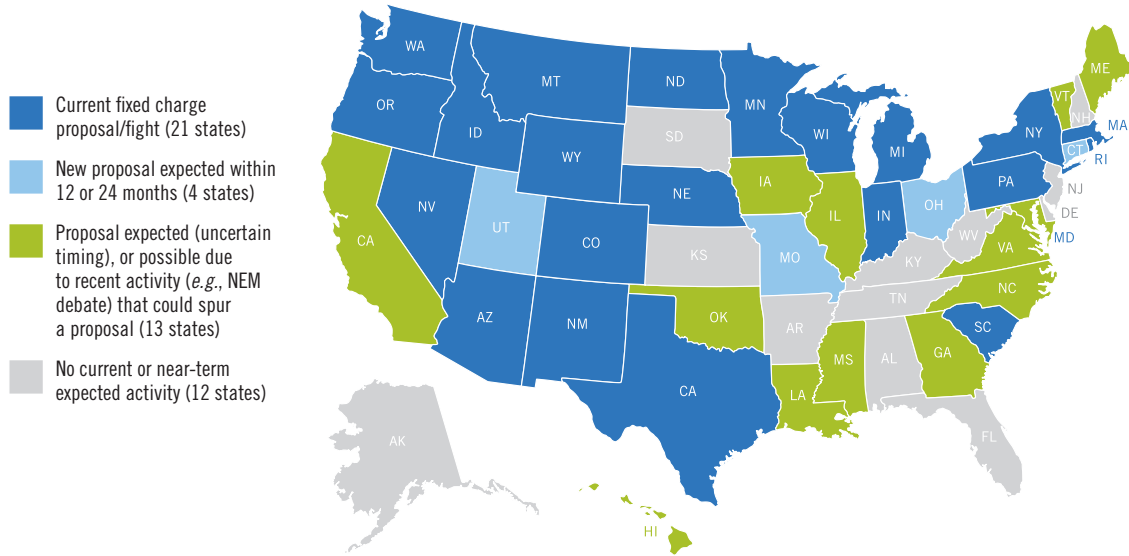 Current fixed charge
proposal/fight (21 states)
New proposal expected within
12 or 24 months (4 states)
Proposal expected (uncertain
timing), or possible due
to recent activity (e.g., NEM
debate) that could spur
a proposal (13 states)
No current or near-term
expected activity (12 states)
WA
MT
ND
MN
OR
ID
SD
WI
MI
NY
VT
NH
ME
MA
CT
RI
WY
NE
IA
PA
NJ
NV
UT
CO
IL
IN
OH
DE
MD
CA
KS
MO
KY
WV
VA
AZ
NM
OK
AR
TN
NC
SC
CA
LA
MS
AL
GA
FL
AK
HI